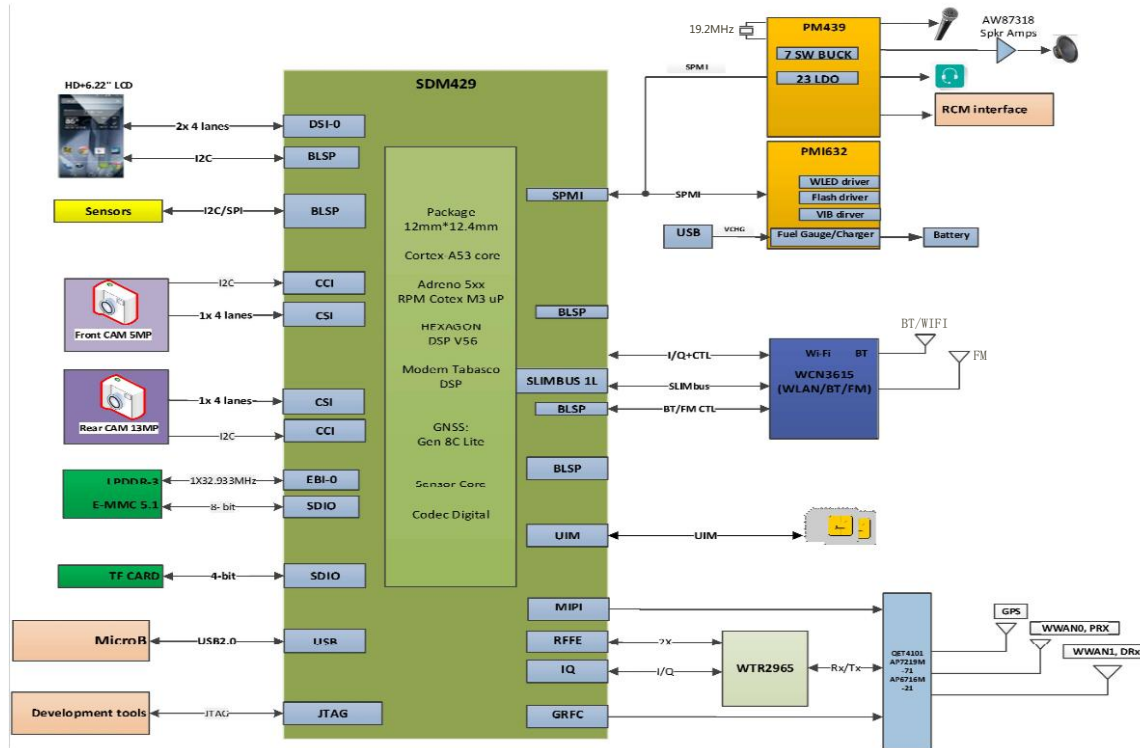 19.2MHz
PM439
AW87318
Spkr Amps
7 SW BUCK
SPMI
23 LDO
RCM interface
SDM429
HD+6.22" LCD
2x 4 lanes
DSI-0
I2C
BLSP
PMI632
WLED driver
Flash driver
VIB dirver
SPMI
SPMI
USB
VCHG
Fuel Gauge/Charger
Battery
Sensors
I2C/SPI
BLSP
Package
12mm*12.4mm
Cortex-A53 core
Adreno 5xx
RPM Cotex M3 uP
HEXAGON
DSP V56
Modem Tabasco
DSP
GNSS:
Gen 8C Lite
Sensor Core
Codec Digital
I2C
CCI
1x 4 lanes
CSI
Front CAM 5MP
BLSP
BT/WIFI
FM
I/Q+CTL
Wi-Fi
BT
WCN3615
(WLAN/BT/FM)
SLIMBUS 1L
SLIMbus
BLSP
BT/FM CTL
1x 4 lanes
CSI
Rear CAM 13MP
I2C
CCI
BLSP
LPDDR-3
1X32.933MHz
EBI-0
E-MMC 5.1
8- bit
SDIO
UIM
UIM
TF CARD
4-bit
SDIO
MIPI
GPS
MicroB
USB2.0
USB
RFFE
2X
WWAN0, PRX
WTR2965
Rx/Tx
QET4101
AP7219M
-71
AP6716M
-21
WWAN1, DRx
IQ
I/Q
Development tools
JTAG
JTAG
GRFC